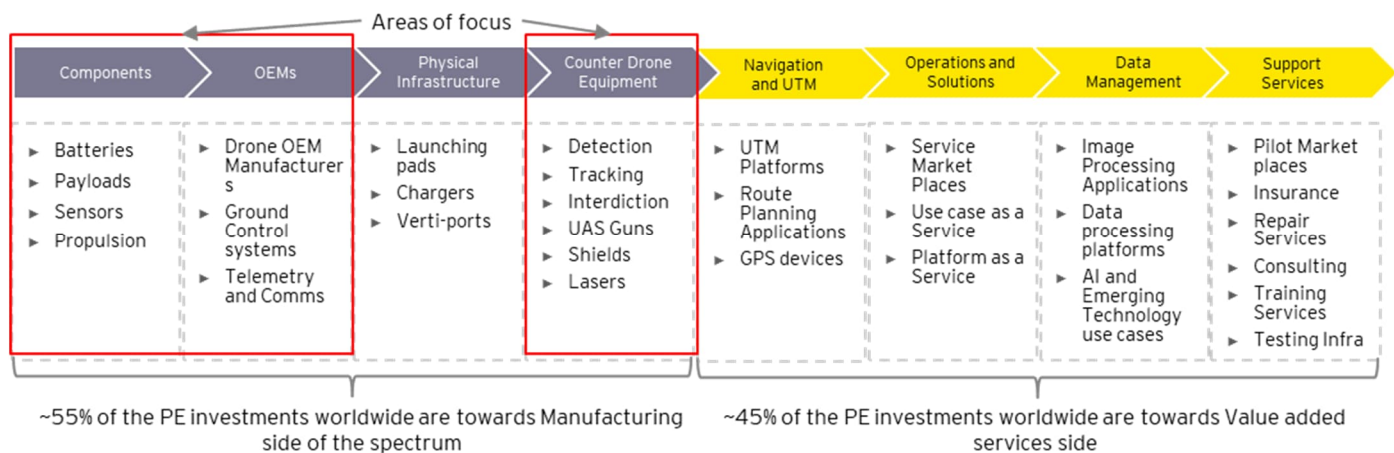 Areas of focus
Components
OEMs
Physical
Infrastructure
Counter Drone
Equipment
Navigation
and UTM
Operations and
Solutions
Data
Management
Support
Services
► Batteries
► Payloads
► Sensors
► Propulsion
► Drone OEM
Manufacturer
s
► Ground
Control
systems
► Telemetry
and Comms
► Launching
pads
► Chargers
► Verti-ports
► Detection
► Tracking
► Interdiction
► UAS Guns
► Shields
► Lasers
► UTM
Platforms
► Route
Planning
Applications
► GPS devices
► Service
Market
Places
► Use case as a
Service
► Platform as a
Service
► Image
Processing
Applications
► Data
processing
platforms
► AI and
Emerging
Technology
use cases
► Pilot Market
places
► Insurance
► Repair
Services
► Consulting
► Training
Services
► Testing Infra
~55% of the PE investments worldwide are towards Manufacturing
side of the spectrum
~45% of the PE investments worldwide are towards Value added
services side